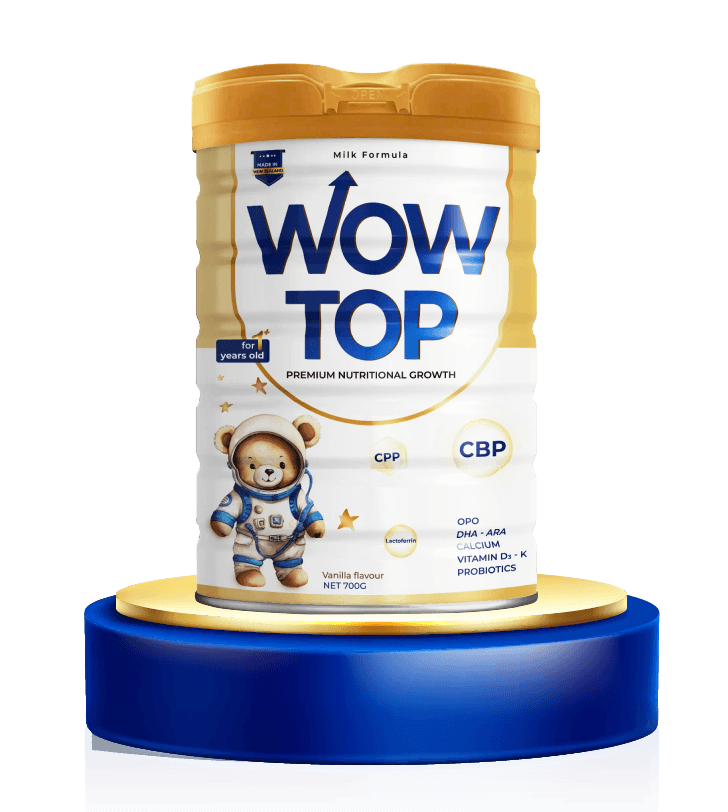 OPEN
Milk Formula
MADE IN
NEW ZEALAND
WOW
TOP
for 1+
years old
PREMIUM NUTRITIONAL GROWTH
CPP
CBP
Lactoferrin
OPO
DHA - ARA
CALCIUM
VITAMIN D₃ - K
PROBIOTICS
Vanilla flavour
NET 700G